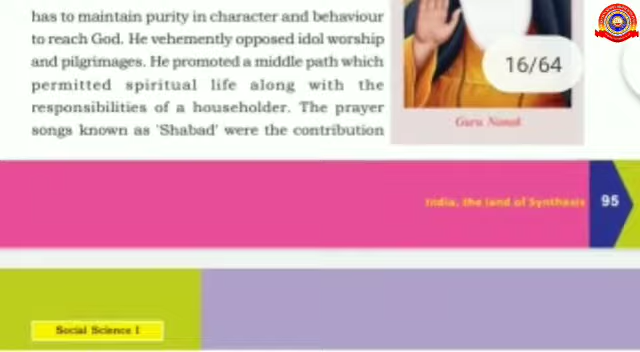 has to maintain purity in character and behaviour
to reach God. He vehemently opposed idol worship
and pilgrimages. He promoted a middle path which
permitted spiritual life along with the
responsibilities of a householder. The prayer
songs known as 'Shabad' were the contribution
16/64
Guru Nanak
India, the land of Synthesis
95
Social Science I